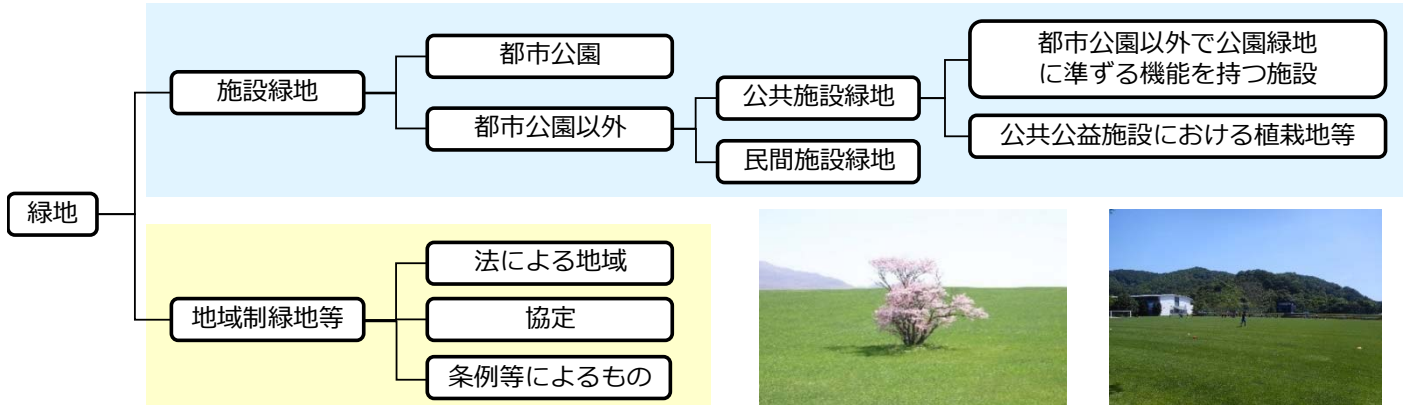 緑地
施設緑地
都市公園
都市公園以外
公共施設緑地
都市公園以外で公園緑地
に準ずる機能を持つ施設
公共公益施設における植栽地等
民間施設緑地
地域制緑地等
法による地域
協定
条例等によるもの